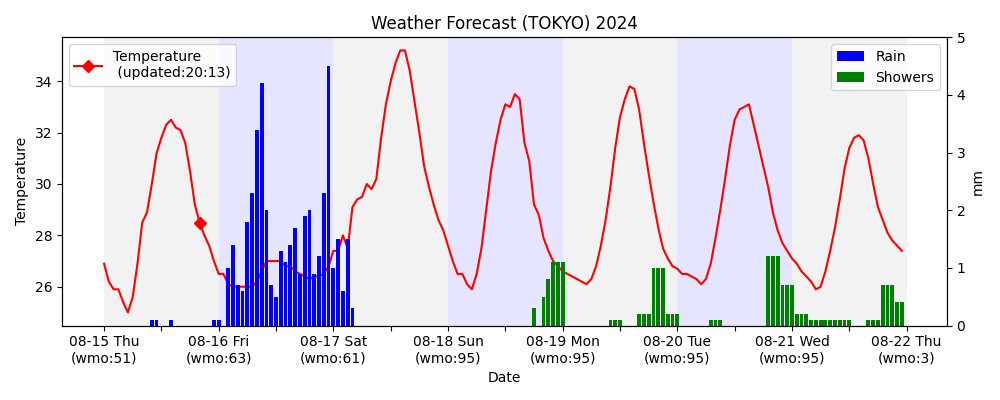 Weather Forecast (TOKYO) 2024
Temperature
(updated:20:13)
Rain
Showers
Temperature
34
32
30
28
26
5
4
3
2
1
0
mm
08-15 Thu
(wmo:51)
08-16 Fri
(wmo:63)
08-17 Sat
(wmo:61)
08-18 Sun
(wmo:95)
08-19 Mon
(wmo:95)
08-20 Tue
(wmo:95)
08-21 Wed
(wmo:95)
08-22 Thu
(wmo:3)
Date